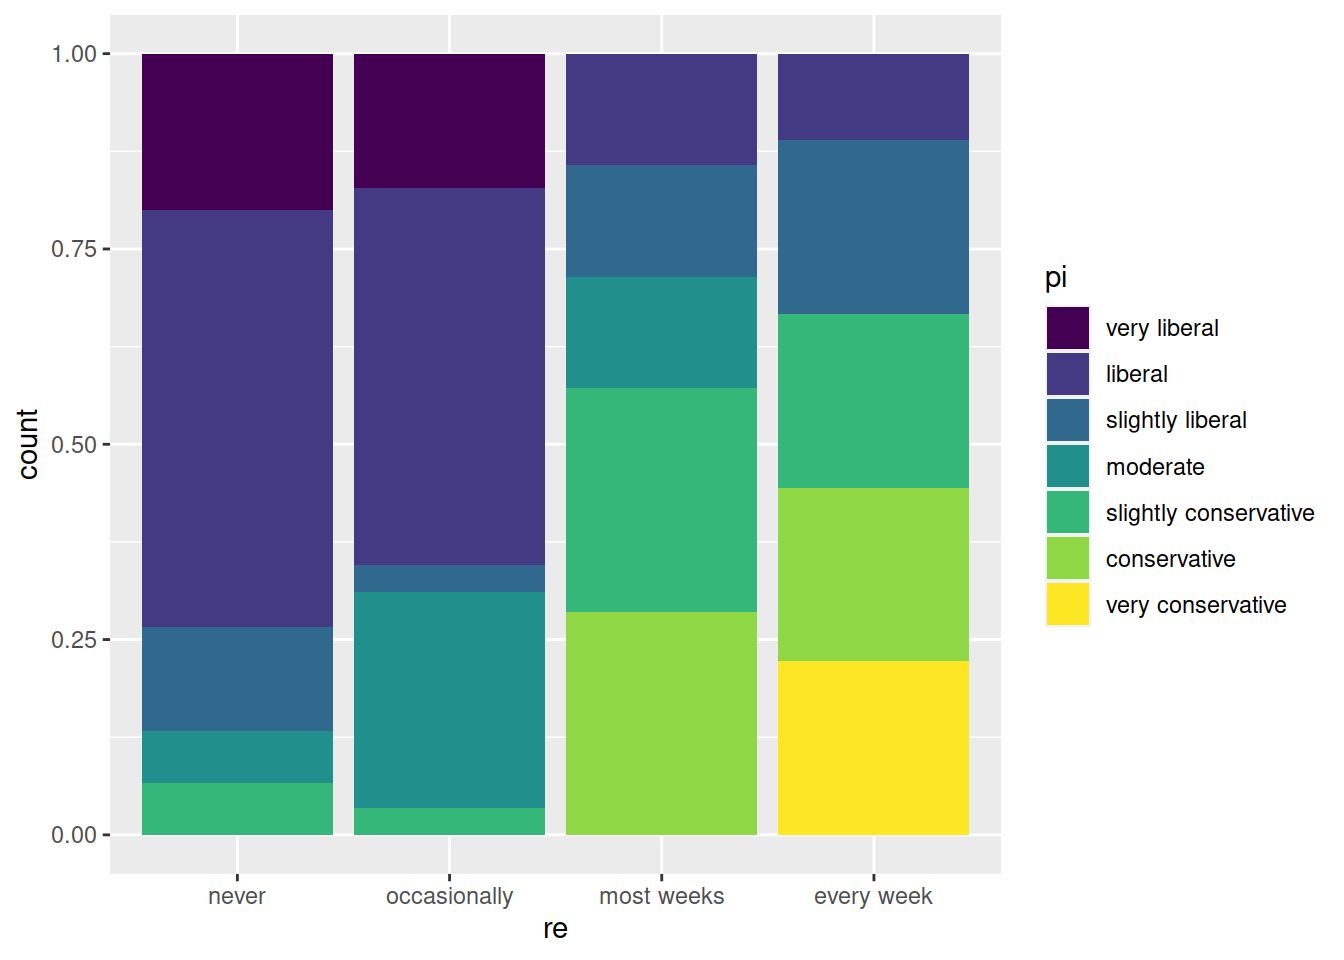 1.00
0.75
0.50
0.25
0.00
count
never occasionally most weeks every week
re
pi
very liberal
liberal
slightly liberal
moderate
slightly conservative
conservative
very conservative